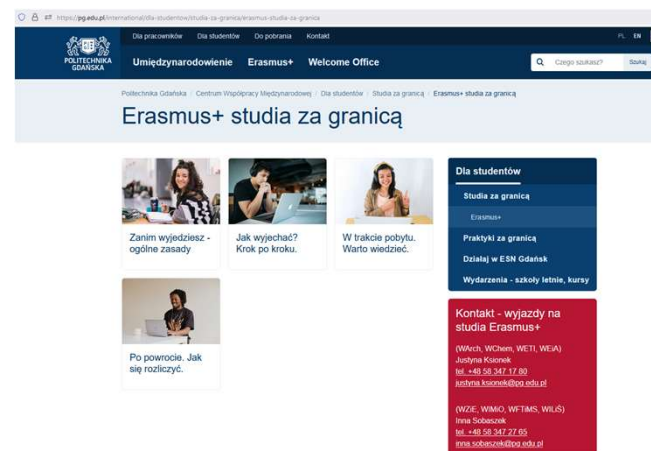 https://pg.edu.pl/international/dla-studentow/studia-za-granica/erasmus-studia-za-granica
Dla pracowników Dla studentów Do pobrania Kontakt PL EN
POLITECHNIKA
GDAŃSKA
Umiędzynarodowienie Erasmus+ Welcome Office
Czego szukasz? Szukaj
Politechnika Gdańska / Centrum Współpracy Międzynarodowej / Dla studentów / Studia za granicą / Erasmus+ studia za granicą
Erasmus+ studia za granicą
Zanim wyjedziesz -
ogólne zasady
Jak wyjechać?
Krok po kroku.
W trakcie pobytu.
Warto wiedzieć.
Po powrocie. Jak
się rozliczyć.
Dla studentów
Studia za granicą
Erasmus+
Praktyki za granicą
Działaj w ESN Gdańsk
Wydarzenia - szkoły letnie, kursy
Kontakt - wyjazdy na
studia Erasmus+
(WArch, WChem, WETI, WEiA)
Justyna Ksionek
tel. +48 58 347 17 80
justyna.ksionek@pg.edu.pl
(WZiE, WIMiO, WFTiMS, WILiŚ)
Inna Sobaszek
tel. +48 58 347 27 65
inna.sobaszek@pg.edu.pl